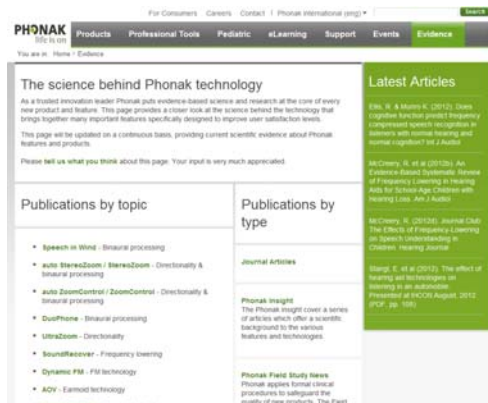 For Consumers Careers Contact | Phonak International (eng)
Search
PHONAK
life is on
Products Professional Tools Pediatric eLearning Support Events Evidence
You are in: Home › Evidence
The science behind Phonak technology
As a trusted innovation leader Phonak puts evidence-based science and research at the core of every
new product and feature. This page provides a closer look at the science behind the technology that
brings together many important features specifically designed to improve user satisfaction levels.
This page will be updated on a continuous basis, providing current scientific evidence about Phonak
features and products.
Please tell us what you think about this page. Your input is very much appreciated.
Publications by topic
• Speech in Wind - Binaural processing
• auto StereoZoom / StereoZoom - Directionality &
binaural processing
• auto ZoomControl / ZoomControl - Directionality &
binaural processing
• DuoPhone - Binaural processing
• UltraZoom - Directionality
• SoundRecover - Frequency lowering
• Dynamic FM - FM technology
• AOV - Earmold technology
Publications by
type
Journal Articles
Phonak Insight
The Phonak Insight cover a series
of articles which offer a scientific
background to the various
features and technologies.
Phonak Field Study News
Phonak applies formal clinical
procedures to safeguard the
quality of new products. The Field
Latest Articles
Ellis, R. & Munro K. (2012). Does
cognitive function predict frequency
compressed speech recognition in
listeners with normal hearing and
normal cognition? Int J Audiol
McCreery, R. et al (2012b). An
Evidence-Based Systematic Review
of Frequency Lowering in Hearing
Aids for School-Age Children with
Hearing Loss. Am J Audiol
McCreery, R. (2012d). Journal Club
The Effects of Frequency-Lowering
on Speech Understanding in
Children. Hearing Journal
Stangl, E. et al (2012). The effect of
hearing aid technologies on
listening in an automobile.
Presented at IHCON August, 2012
(PDF, pp. 105)